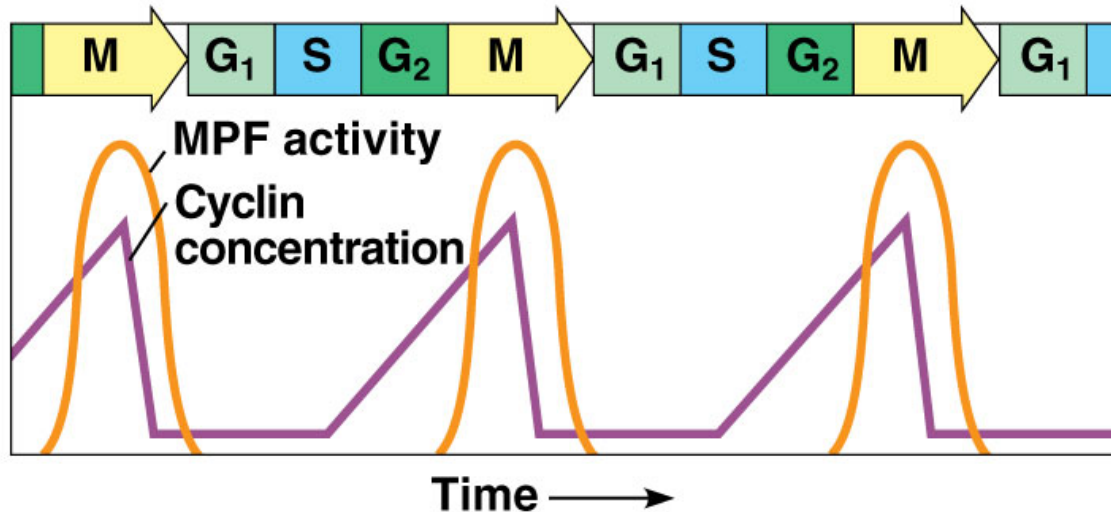 M G₁ S G₂ M G₁ S G₂ M G₁
MPF activity
Cyclin
concentration
Time